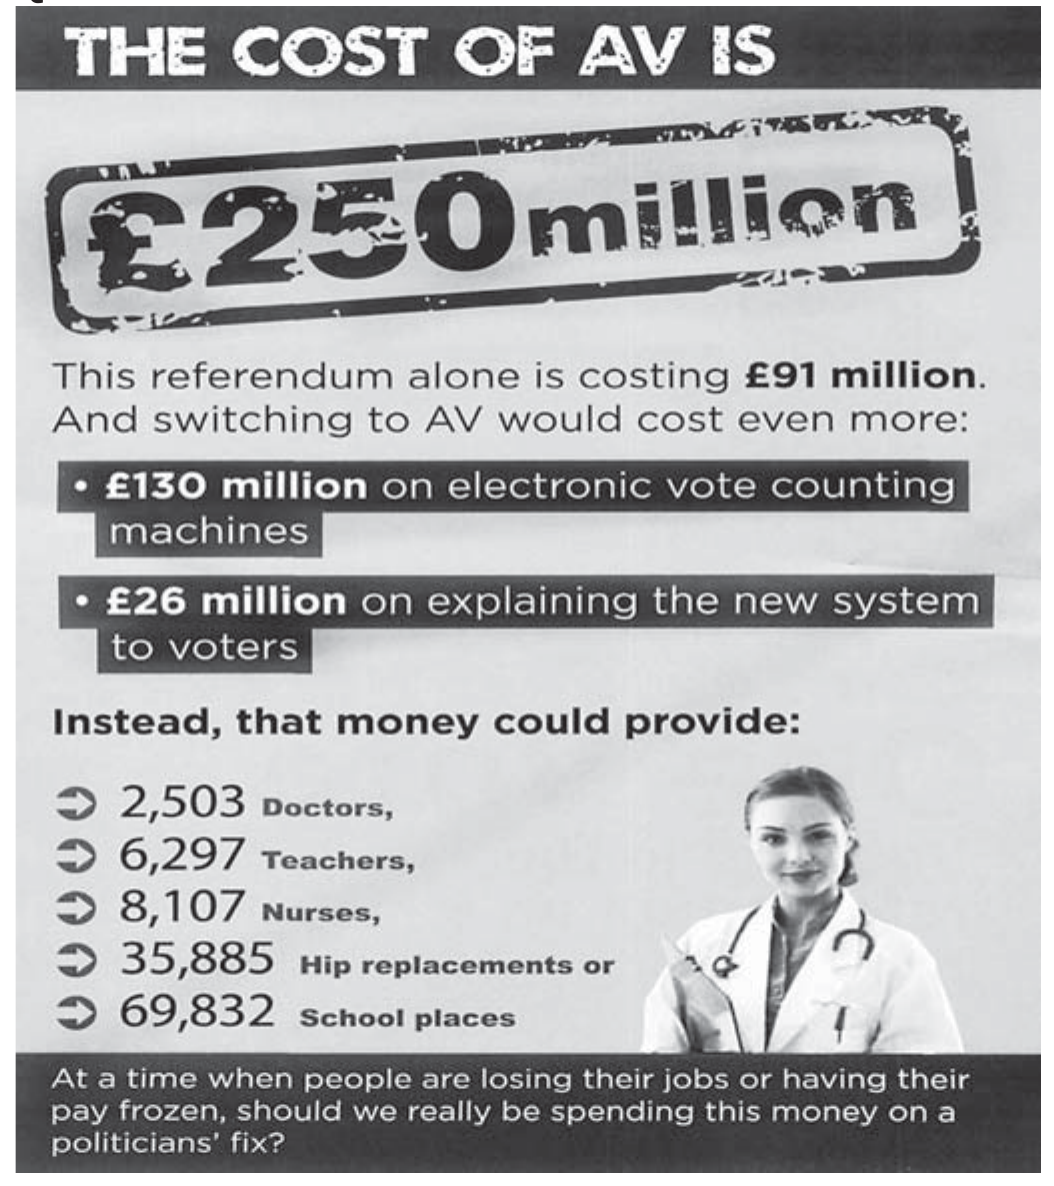 THE COST OF AV IS
£250 million
This referendum alone is costing £91 million.
And switching to AV would cost even more:
• £130 million on electronic vote counting
machines
• £26 million on explaining the new system
to voters
Instead, that money could provide:
2,503 Doctors,
6,297 Teachers,
8,107 Nurses,
35,885 Hip replacements or
69,832 School places
At a time when people are losing their jobs or having their
pay frozen, should we really be spending this money on a
politicians' fix?